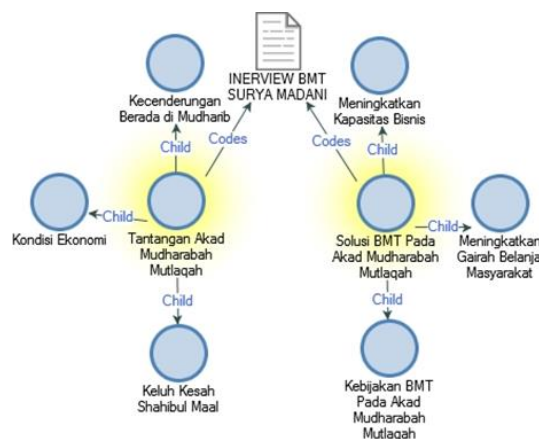 INERVIEW BMT
SURYA MADANI
Kecenderungan
Berada di Mudharib
Meningkatkan
Kapasitas Bisnis
Child
Codes
Codes
Child
Kondisi Ekonomi
Child
Tantangan Akad
Mudharabah
Mutlaqah
Solusi BMT Pada
Akad Mudharabah
Mutlaqah
Child
Meningkatkan
Gairah Belanja
Masyarakat
Child
Child
Keluh Kesah
Shahibul Maal
Kebijakan BMT
Pada Akad
Mudharabah
Mutlaqah